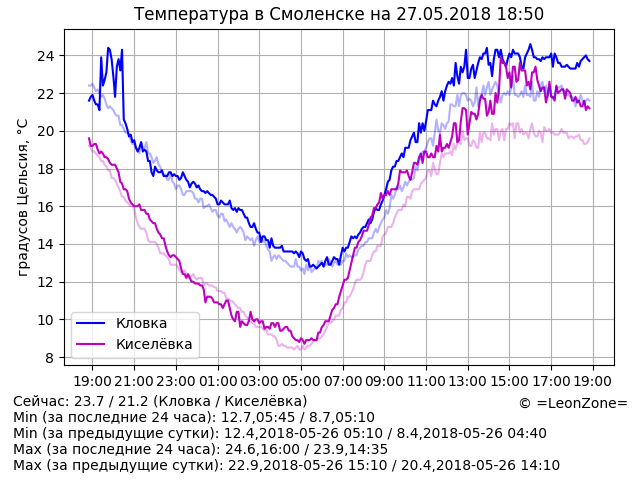 Температура в Смоленске на 27.05.2018 18:50
градусов Цельсия, °C
24
22
20
18
16
14
12
10
8
Кловка
Киселёвка
19:00 21:00 23:00 01:00 03:00 05:00 07:00 09:00 11:00 13:00 15:00 17:00 19:00
Сейчас: 23.7 / 21.2 (Кловка / Киселёвка)
© =LeonZone=
Min (за последние 24 часа): 12.7,05:45 / 8.7,05:10
Min (за предыдущие сутки): 12.4,2018-05-26 05:10 / 8.4,2018-05-26 04:40
Max (за последние 24 часа): 24.6,16:00 / 23.9,14:35
Max (за предыдущие сутки): 22.9,2018-05-26 15:10 / 20.4,2018-05-26 14:10